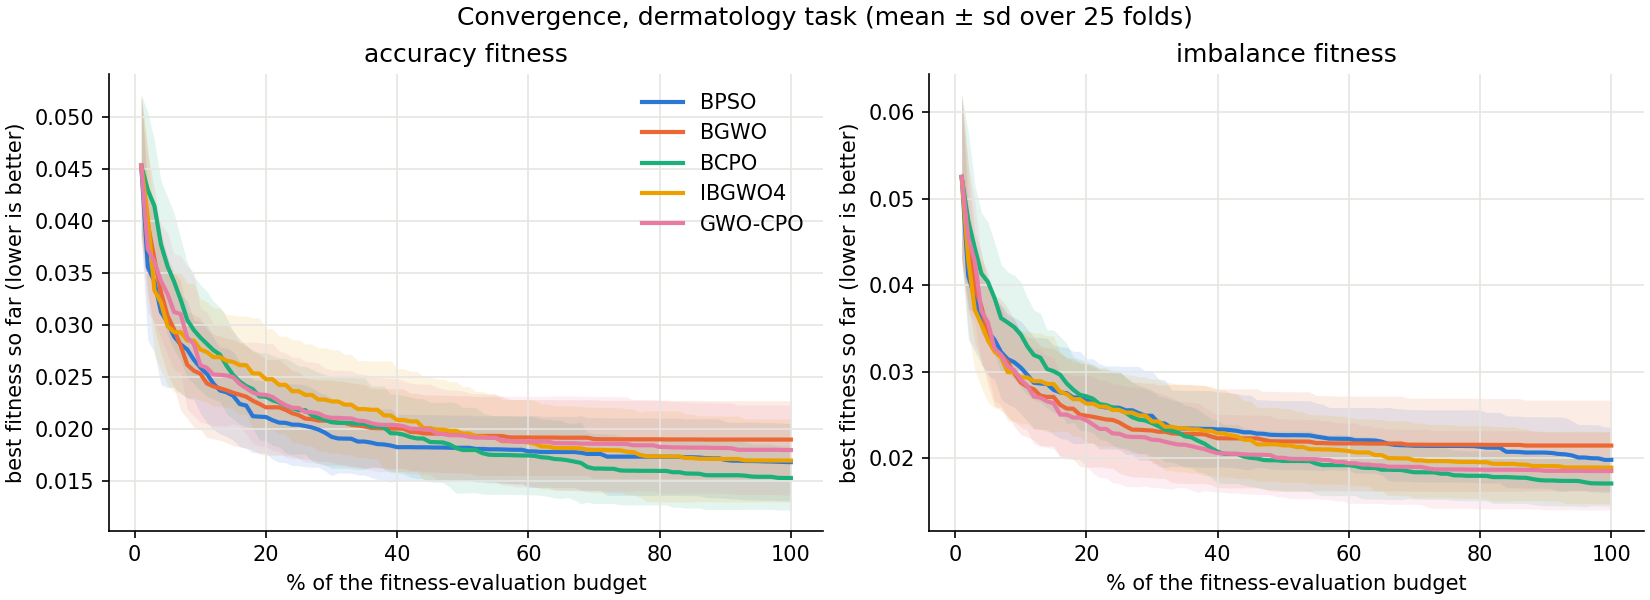 Convergence, dermatology task (mean ± sd over 25 folds)
accuracy fitness
best fitness so far (lower is better)
0.050
0.045
0.040
0.035
0.030
0.025
0.020
0.015
BPSO
BGWO
BCPO
IBGWO4
GWO-CPO
0 20 40 60 80 100
% of the fitness-evaluation budget
imbalance fitness
best fitness so far (lower is better)
0.06
0.05
0.04
0.03
0.02
0 20 40 60 80 100
% of the fitness-evaluation budget